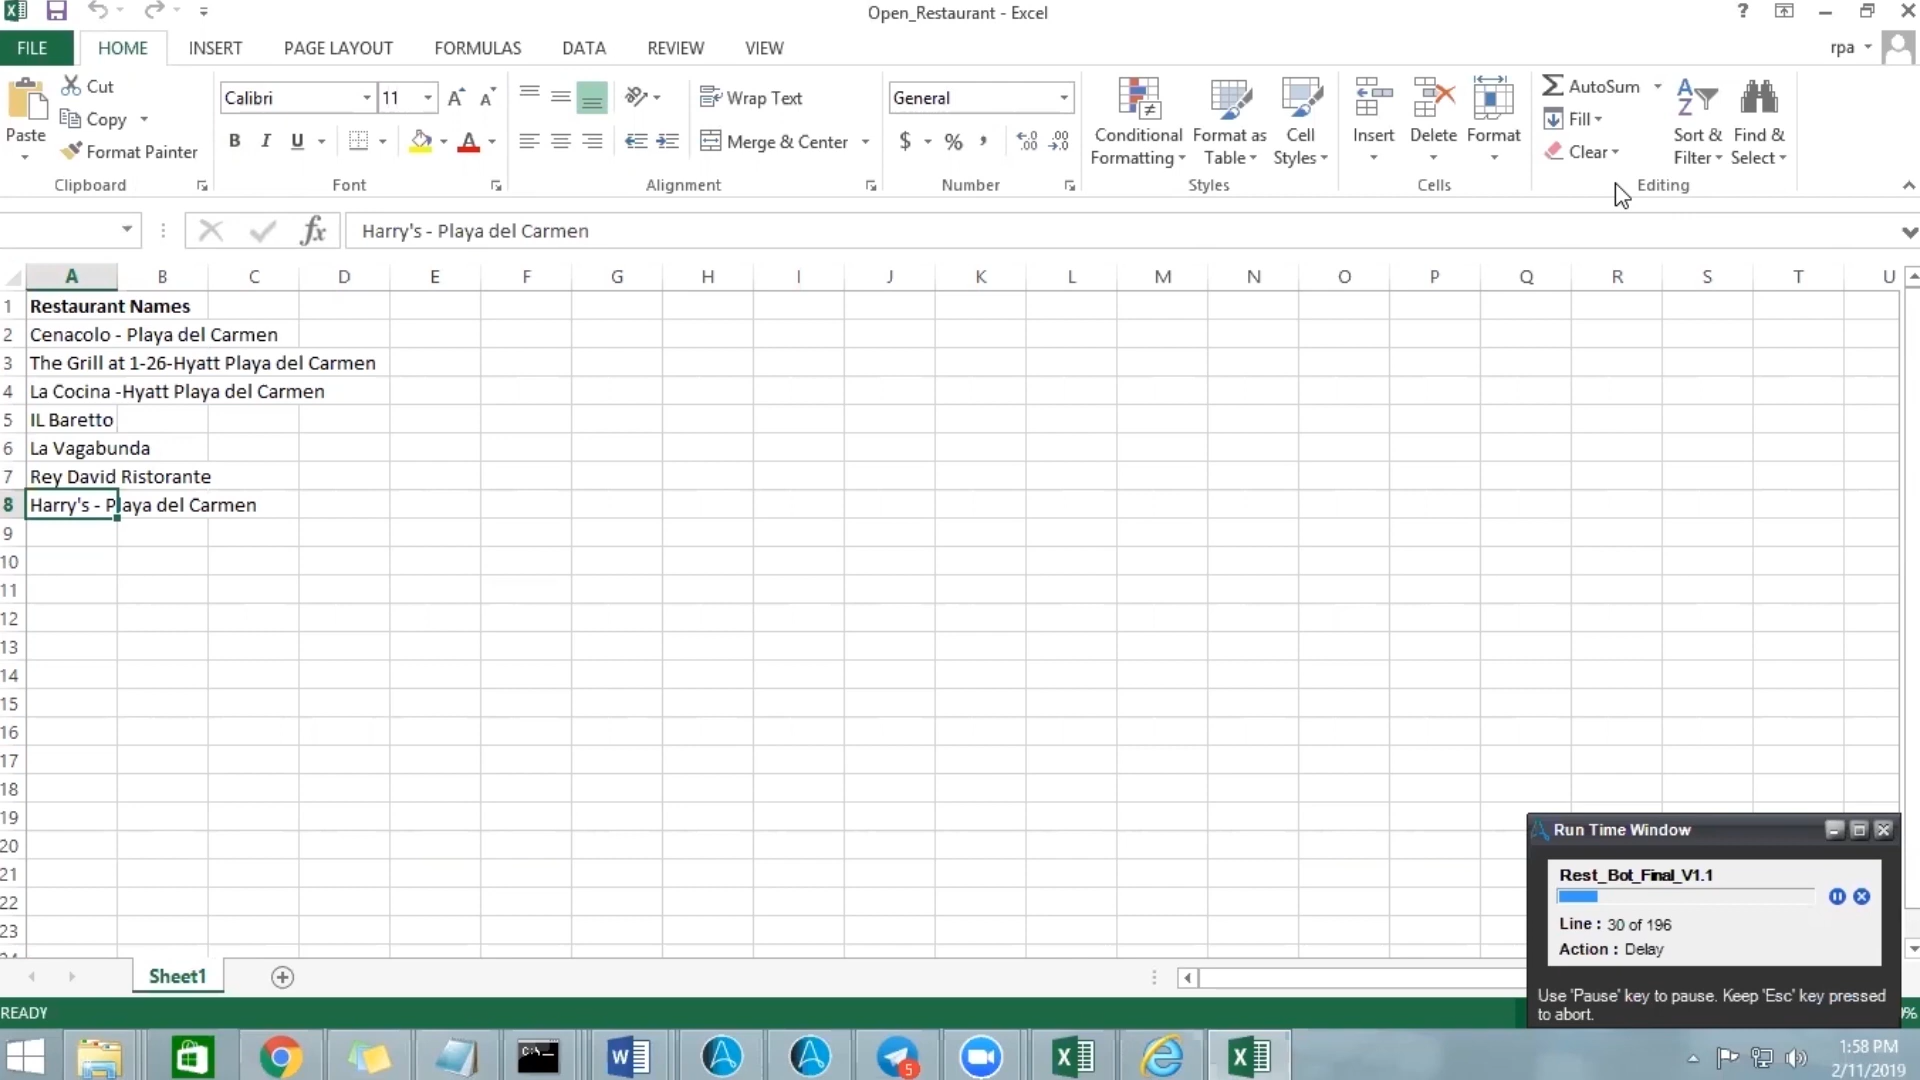 Open_Restaurant - Excel
?
FILE HOME INSERT PAGE LAYOUT FORMULAS DATA REVIEW VIEW rpa
Paste
Cut
Copy
Format Painter
Clipboard
Calibri 11
B I U
Font
Wrap Text
Merge & Center
Alignment
General
$ %
Number
Conditional Formatting
Format as Table
Cell Styles
Styles
Insert Delete Format
Cells
AutoSum
Fill
Clear
Sort & Filter
Find & Select
Editing
fx Harry's - Playa del Carmen
A B C D E F G H I J K L M N O P Q R S T U
1 Restaurant Names
2 Cenacolo - Playa del Carmen
3 The Grill at 1-26-Hyatt Playa del Carmen
4 La Cocina -Hyatt Playa del Carmen
5 IL Baretto
6 La Vagabunda
7 Rey David Ristorante
8 Harry's - Playa del Carmen
9
10
11
12
13
14
15
16
17
18
19
20
21
22
23
Sheet1
READY
Run Time Window
Rest_Bot_Final_V1.1
Line : 30 of 196
Action : Delay
Use 'Pause' key to pause. Keep 'Esc' key pressed
to abort.
5
1:58 PM
2/11/2019